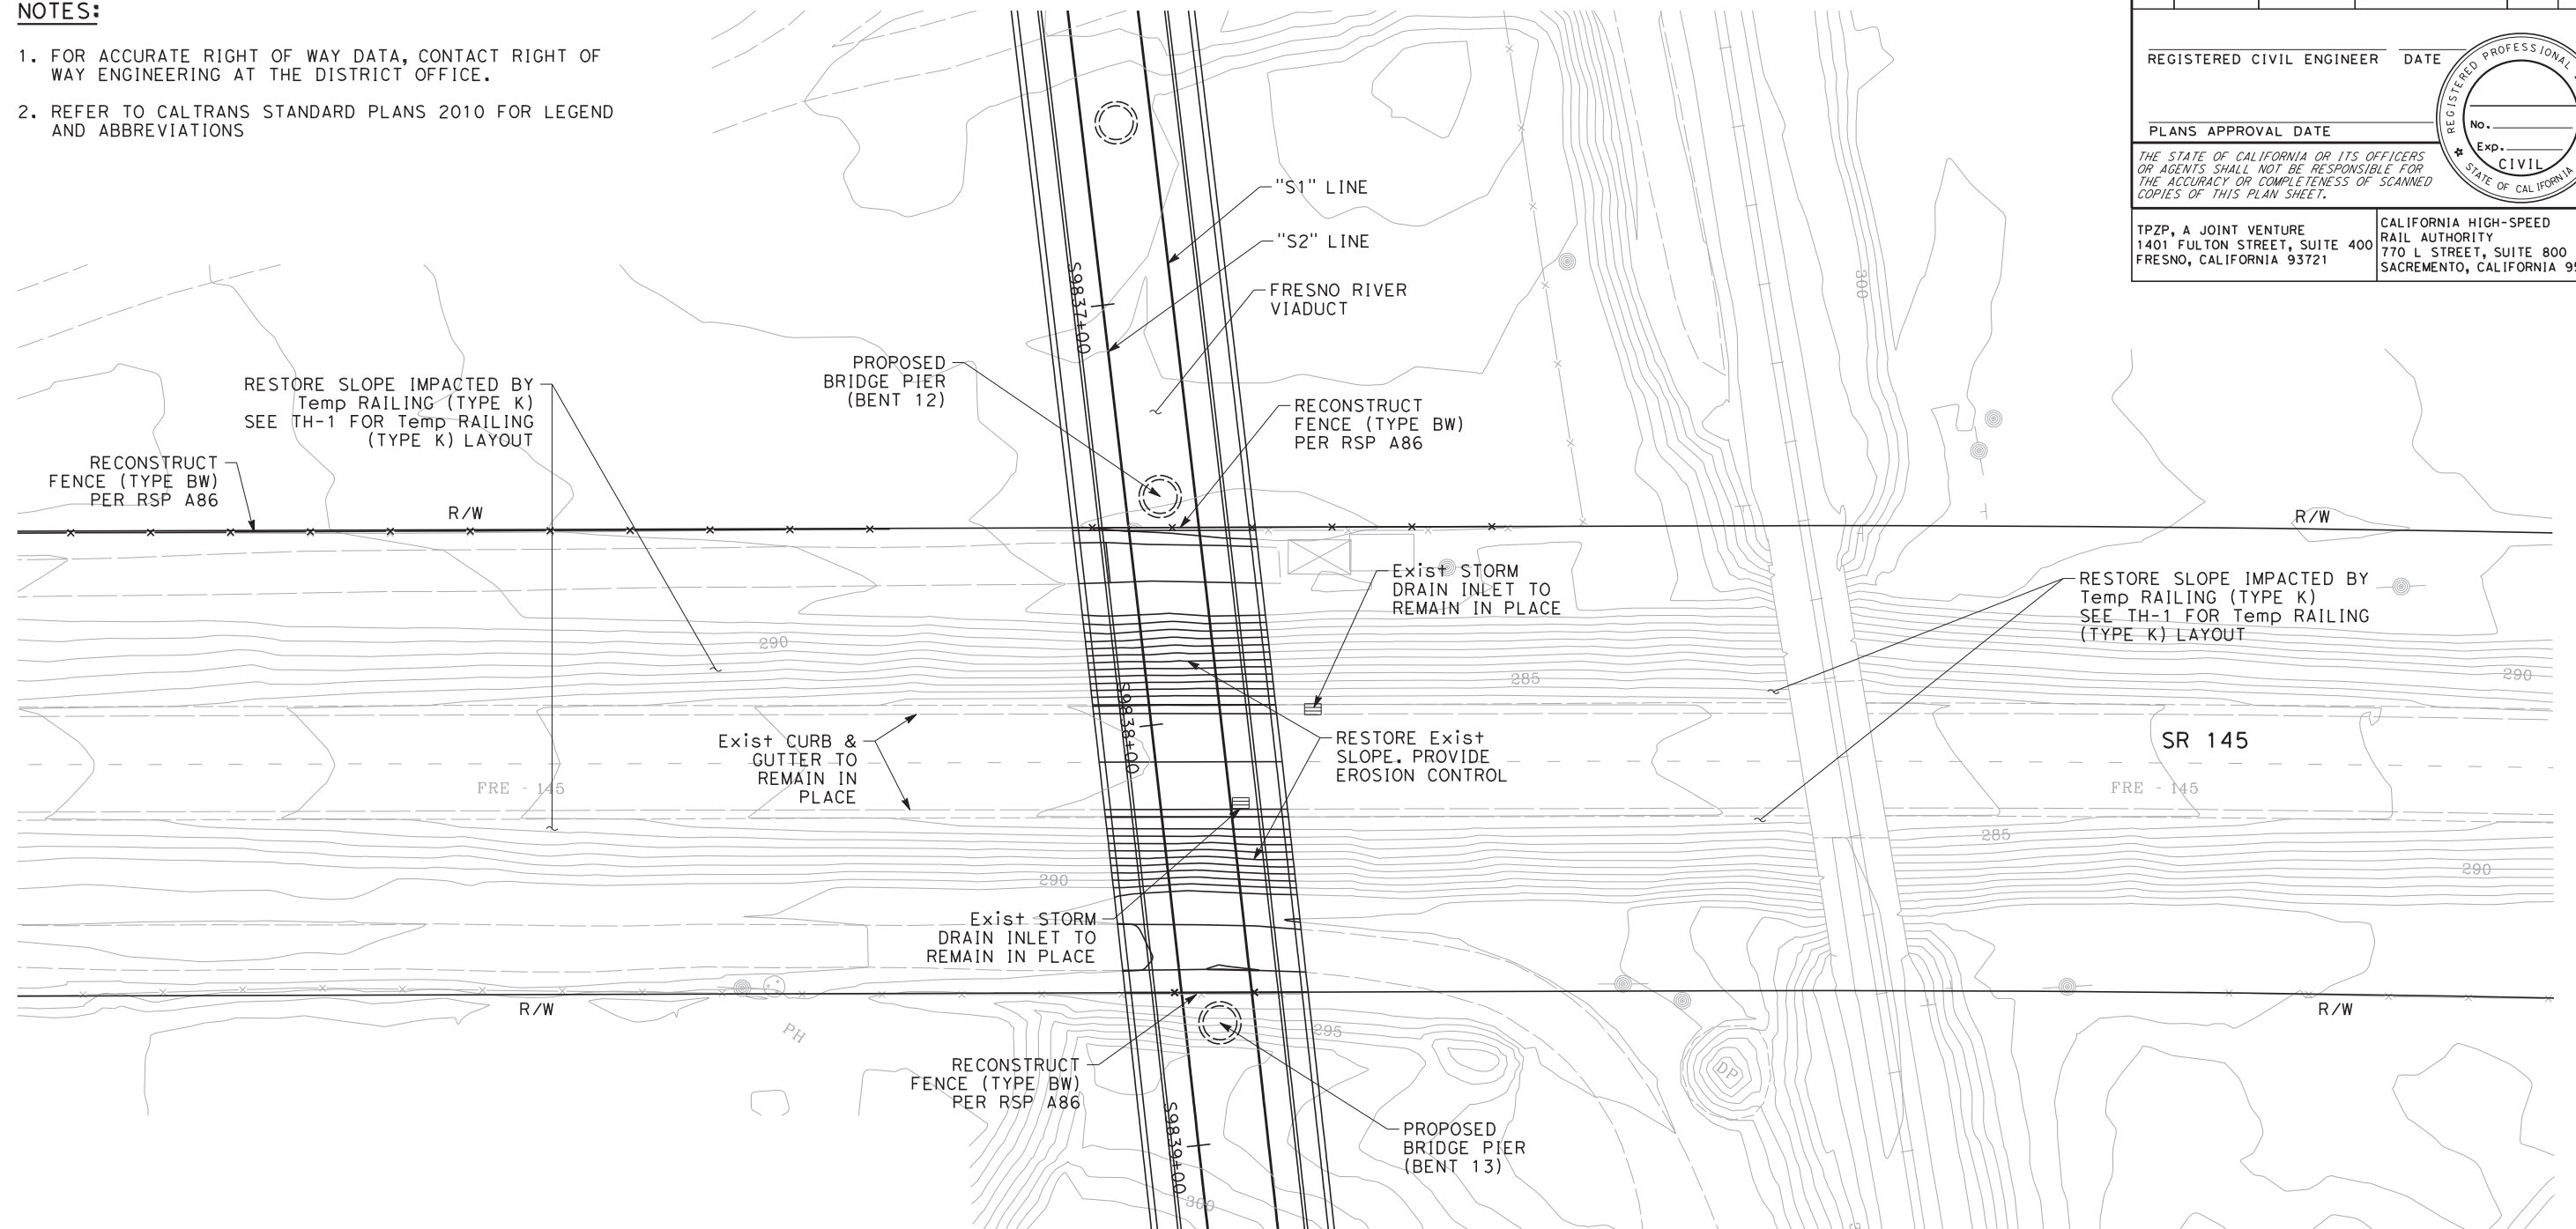 NOTES:
1. FOR ACCURATE RIGHT OF WAY DATA, CONTACT RIGHT OF
WAY ENGINEERING AT THE DISTRICT OFFICE.
2. REFER TO CALTRANS STANDARD PLANS 2010 FOR LEGEND
AND ABBREVIATIONS
REGISTERED CIVIL ENGINEER DATE
PLANS APPROVAL DATE
REGISTERED PROFESSIONAL
No.
Exp.
CIVIL
STATE OF CALIFORNIA
THE STATE OF CALIFORNIA OR ITS OFFICERS
OR AGENTS SHALL NOT BE RESPONSIBLE FOR
THE ACCURACY OR COMPLETENESS OF SCANNED
COPIES OF THIS PLAN SHEET.
TPZP, A JOINT VENTURE
1401 FULTON STREET, SUITE 400
FRESNO, CALIFORNIA 93721
CALIFORNIA HIGH-SPEED
RAIL AUTHORITY
770 L STREET, SUITE 800
SACREMENTO, CALIFORNIA
"S1" LINE
"S2" LINE
FRESNO RIVER
VIADUCT
S9837+00
300
PROPOSED
BRIDGE PIER
(BENT 12)
RESTORE SLOPE IMPACTED BY
Temp RAILING (TYPE K)
SEE TH-1 FOR Temp RAILING
(TYPE K) LAYOUT
RECONSTRUCT
FENCE (TYPE BW)
PER RSP A86
RECONSTRUCT
FENCE (TYPE BW)
PER RSP A86
R/W
R/W
Exist STORM
DRAIN INLET TO
REMAIN IN PLACE
RESTORE SLOPE IMPACTED BY
Temp RAILING (TYPE K)
SEE TH-1 FOR Temp RAILING
(TYPE K) LAYOUT
290
285
290
S9838+00
Exist CURB &
GUTTER TO
REMAIN IN
PLACE
RESTORE Exist
SLOPE. PROVIDE
EROSION CONTROL
SR 145
FRE - 145
FRE - 145
285
290
290
Exist STORM
DRAIN INLET TO
REMAIN IN PLACE
R/W
R/W
PH
295
RECONSTRUCT
FENCE (TYPE BW)
PER RSP A86
DP
PROPOSED
BRIDGE PIER
(BENT 13)
S9839+00
300